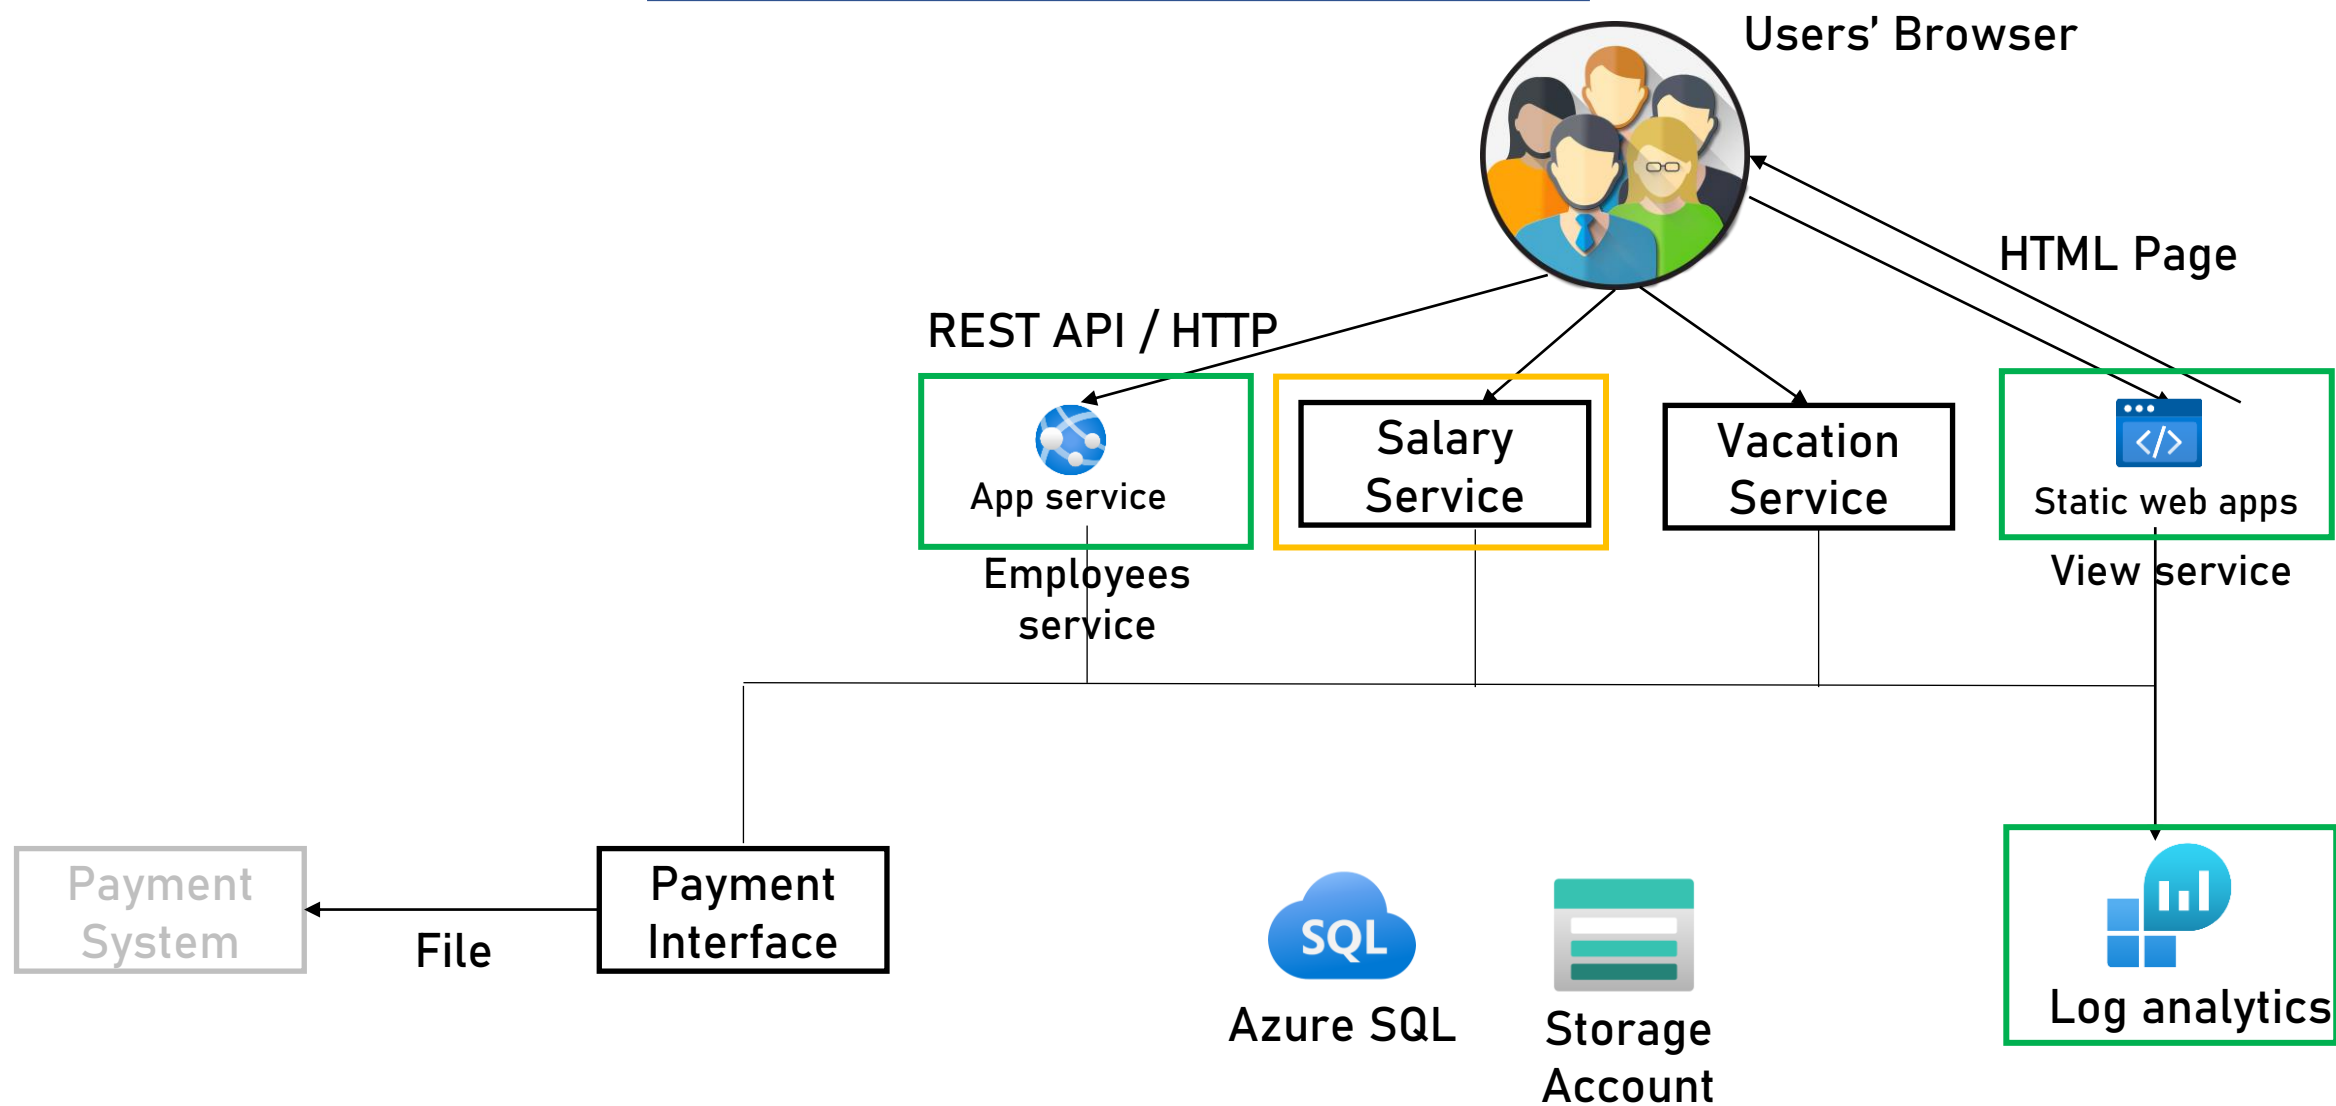 Users’ Browser
HTML Page
REST API / HTTP
App service
Employees
service
Salary
Service
Vacation
Service
</>
Static web apps
View service
Payment
System
File
Payment
Interface
SQL
Azure SQL
Storage
Account
Log analytics